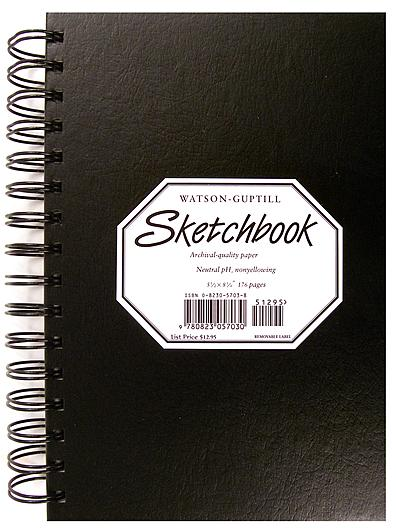 WATSON-GUPTILL
Sketchbook
Archival-quality paper
Neutral pH, nonyellowing
5½ × 8¼" 176 pages
ISBN 0-8230-5703-8
51295>
9 780823 057030
List Price $12.95
REMOVABLE LABEL